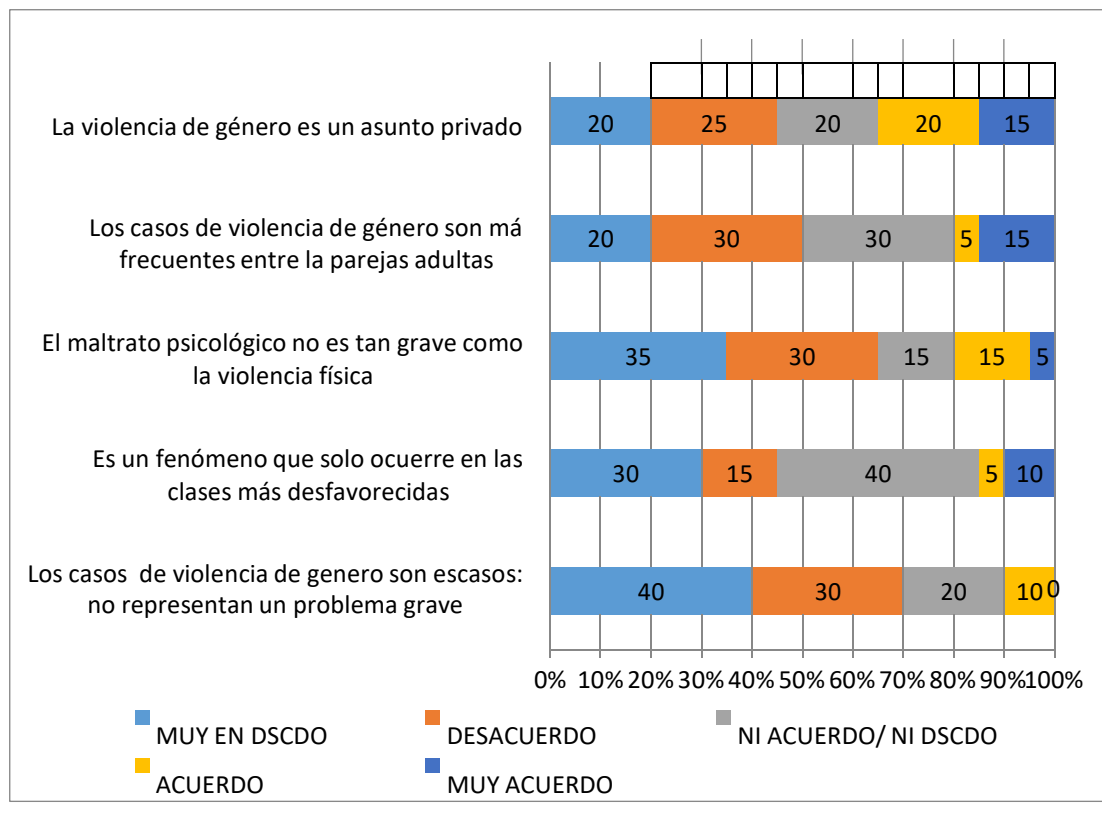 La violencia de género es un asunto privado
20 25 20 20 15
Los casos de violencia de género son má
frecuentes entre la parejas adultas
20 30 30 5 15
El maltrato psicológico no es tan grave como
la violencia física
35 30 15 15 5
Es un fenómeno que solo ocuerre en las
clases más desfavorecidas
30 15 40 5 10
Los casos  de violencia de genero son escasos:
no representan un problema grave
40 30 20 10 0
0% 10% 20% 30% 40% 50% 60% 70% 80% 90% 100%
MUY EN DSCDO DESACUERDO NI ACUERDO/ NI DSCDO
ACUERDO MUY ACUERDO